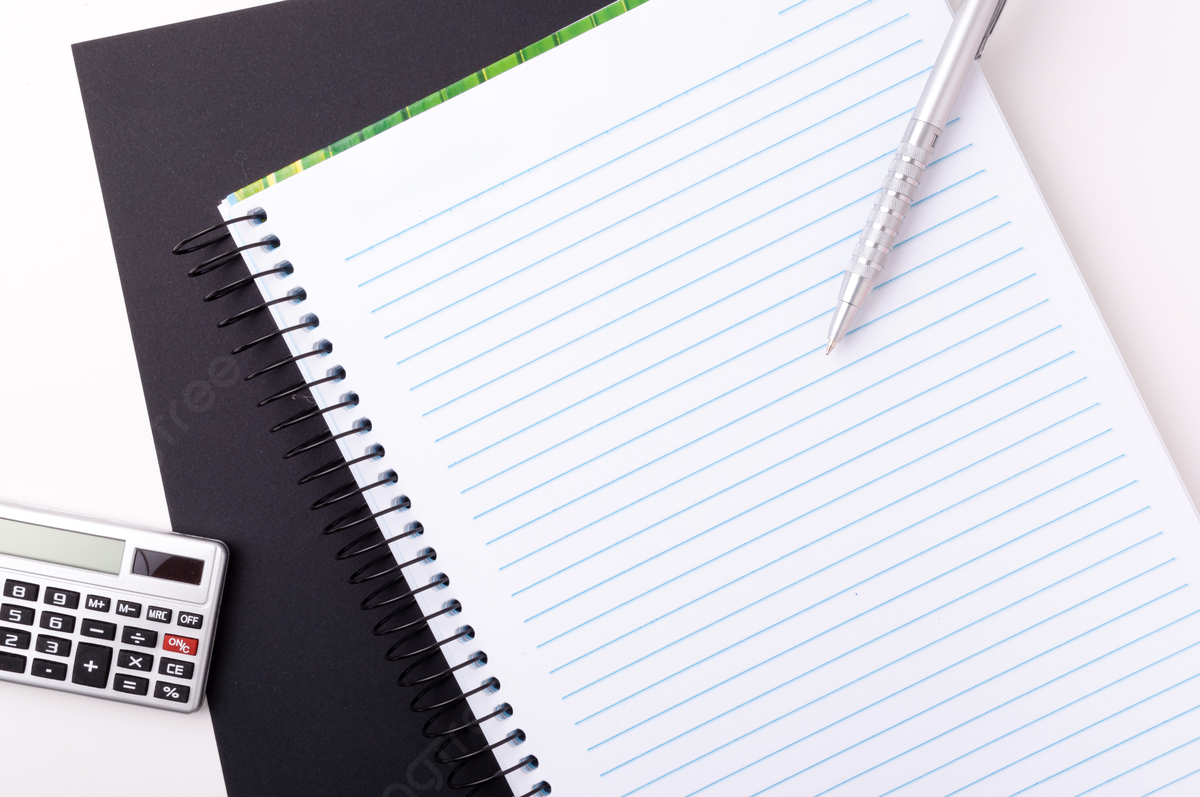 8 9 M+ M- MRC OFF
5 6 − ÷ ON/C
2 3 + × CE
. = %